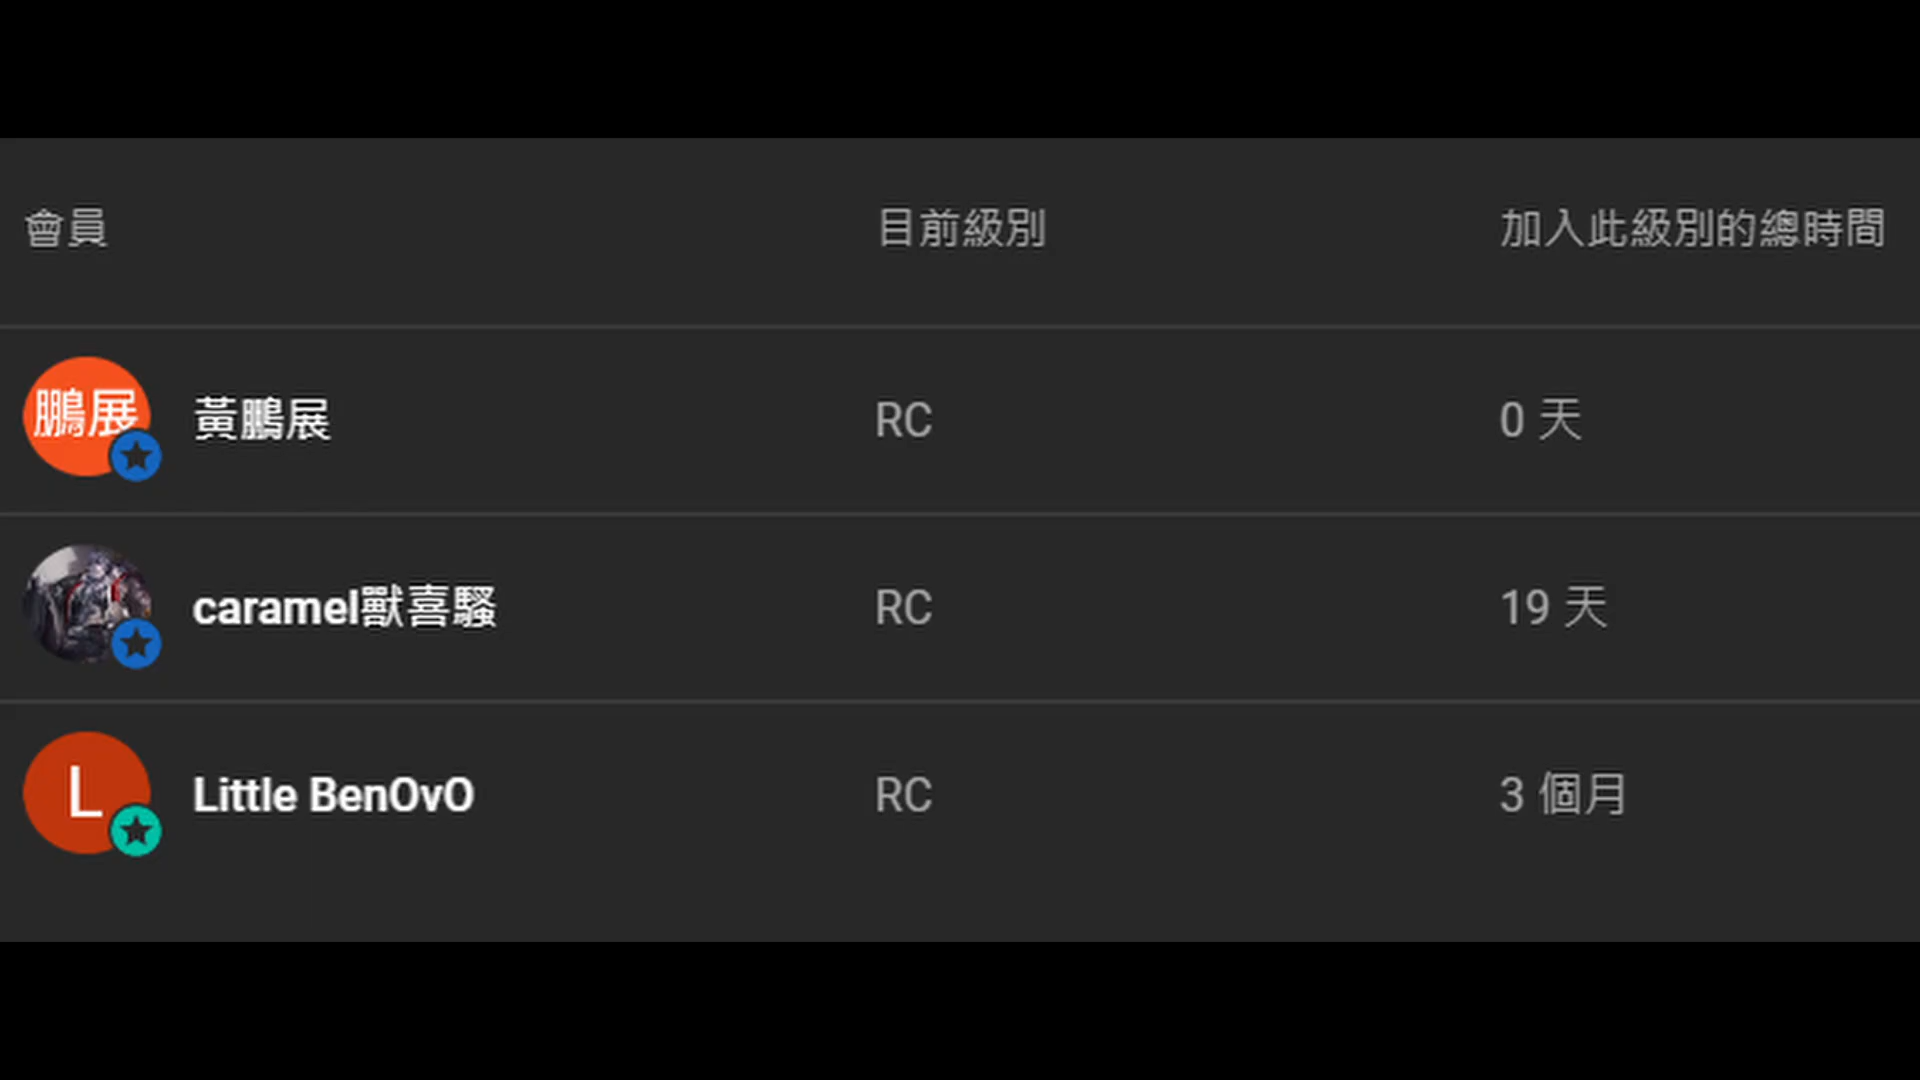 會員 目前級別 加入此級別的總時間
鵬展 黃鵬展 RC 0 天
caramel獸喜騷 RC 19 天
L Little BenOvO RC 3 個月